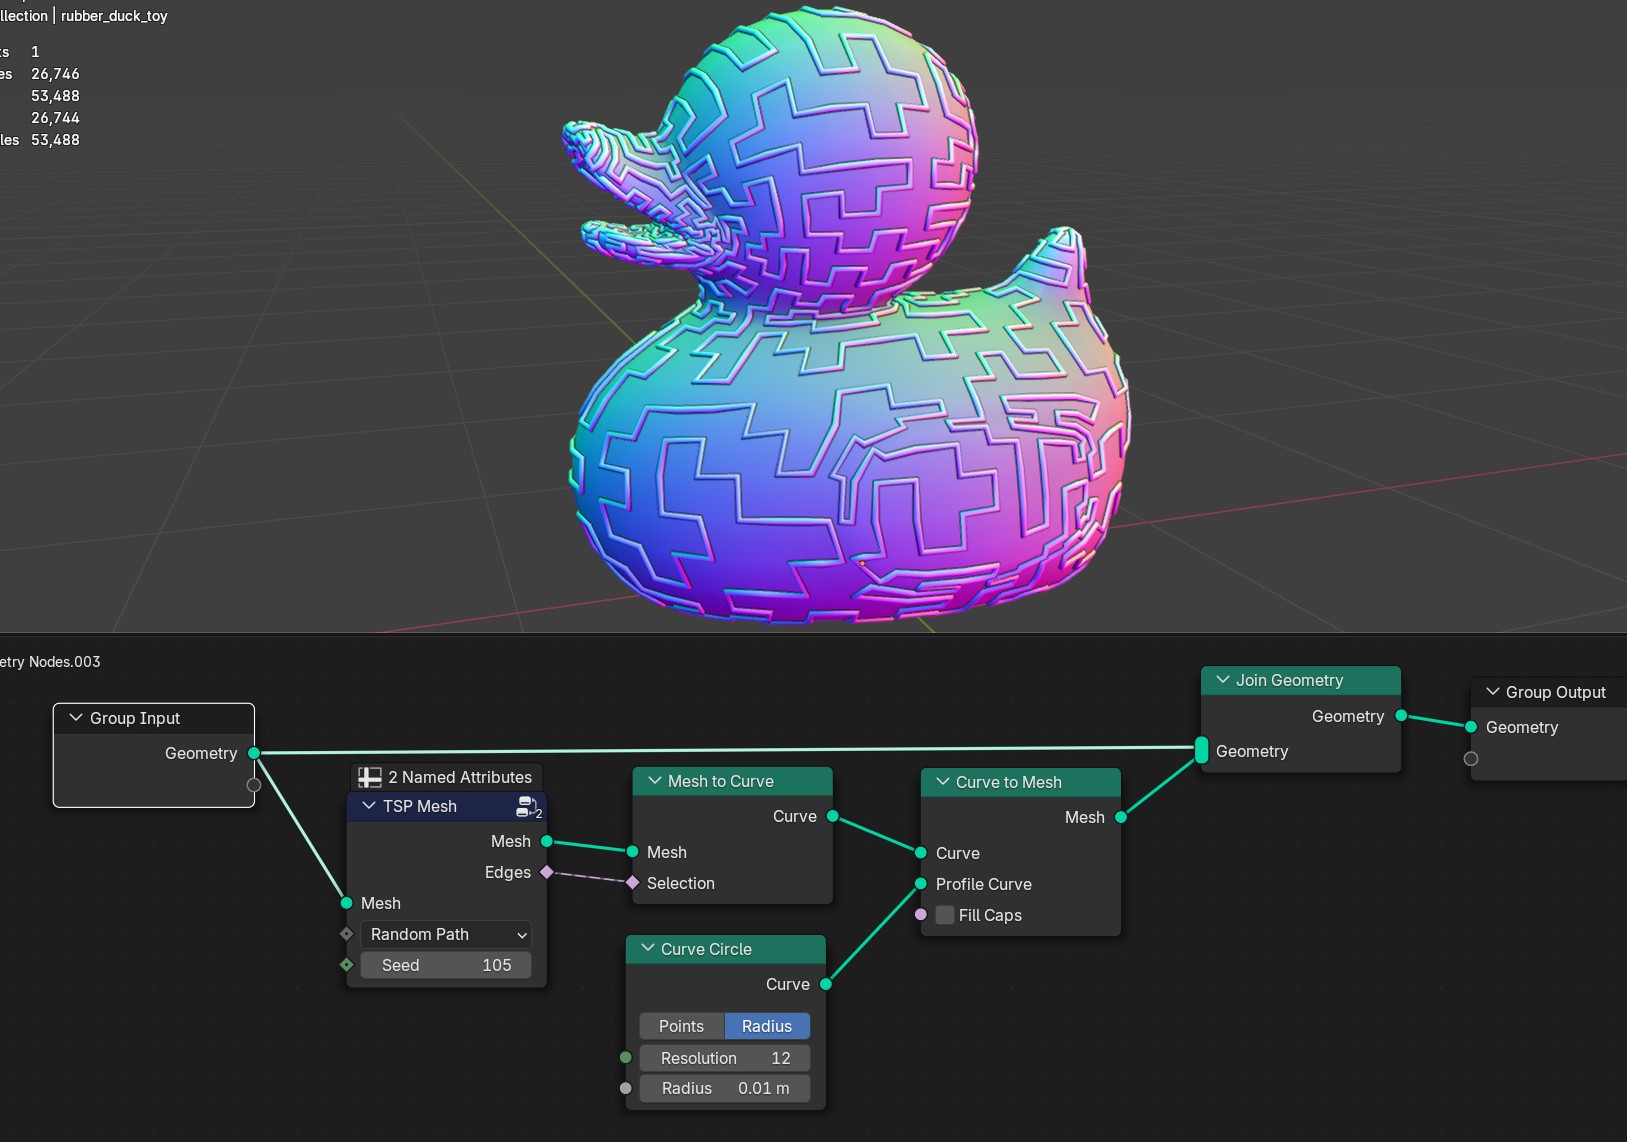 llection | rubber_duck_toy
ts 1
es 26,746
53,488
26,744
les 53,488
etry Nodes.003
Group Input
Geometry
2 Named Attributes
TSP Mesh
2
Mesh
Edges
Mesh
Random Path
Seed 105
Mesh to Curve
Curve
Mesh
Selection
Curve Circle
Curve
Points Radius
Resolution 12
Radius 0.01 m
Curve to Mesh
Mesh
Curve
Profile Curve
Fill Caps
Join Geometry
Geometry
Geometry
Group Output
Geometry